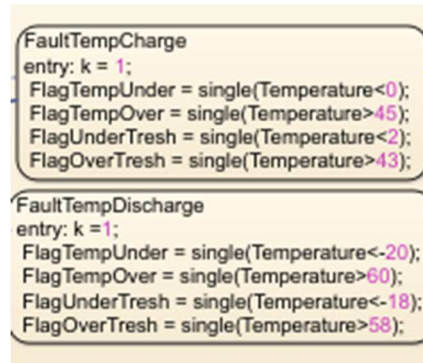 FaultTempCharge
entry: k = 1;
FlagTempUnder = single(Temperature<0);
FlagTempOver = single(Temperature>45);
FlagUnderTresh = single(Temperature<2);
FlagOverTresh = single(Temperature>43);
FaultTempDischarge
entry: k =1;
FlagTempUnder = single(Temperature<-20);
FlagTempOver = single(Temperature>60);
FlagUnderTresh = single(Temperature<-18);
FlagOverTresh = single(Temperature>58);